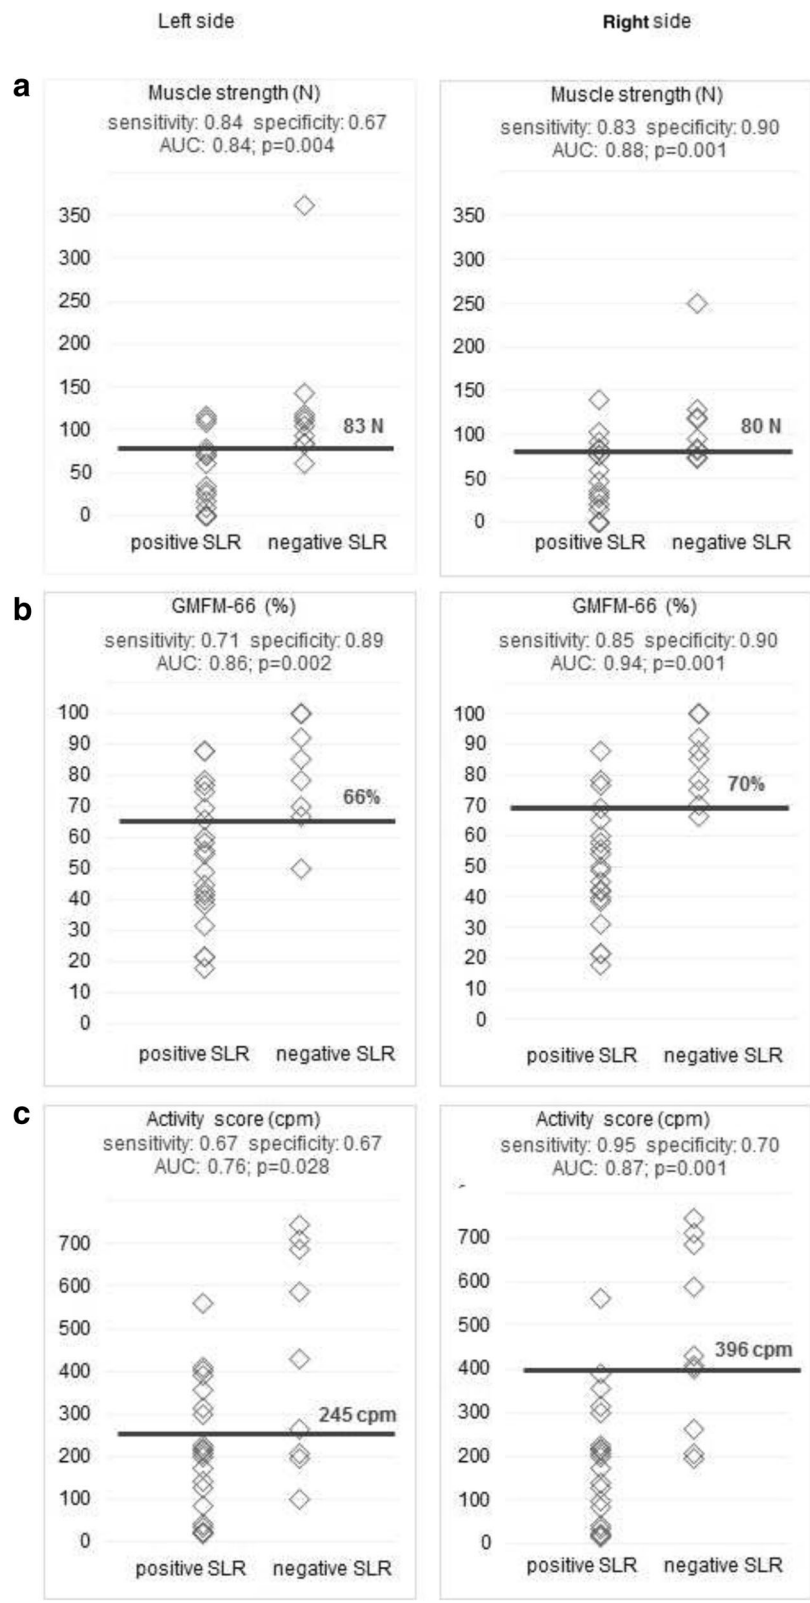 Left side
Right side
a
Muscle strength (N)
sensitivity: 0.84 specificity: 0.67
AUC: 0.84; p=0.004
350
300
250
200
150
100
50
0
83 N
positive SLR negative SLR
Muscle strength (N)
sensitivity: 0.83 specificity: 0.90
AUC: 0.88; p=0.001
350
300
250
200
150
100
50
0
80 N
positive SLR negative SLR
b
GMFM-66 (%)
sensitivity: 0.71 specificity: 0.89
AUC: 0.86; p=0.002
100
90
80
70
60
50
40
30
20
10
0
66%
positive SLR negative SLR
GMFM-66 (%)
sensitivity: 0.85 specificity: 0.90
AUC: 0.94; p=0.001
100
90
80
70
60
50
40
30
20
10
0
70%
positive SLR negative SLR
c
Activity score (cpm)
sensitivity: 0.67 specificity: 0.67
AUC: 0.76; p=0.028
700
600
500
400
300
200
100
0
245 cpm
positive SLR negative SLR
Activity score (cpm)
sensitivity: 0.95 specificity: 0.70
AUC: 0.87; p=0.001
700
600
500
400
300
200
100
0
396 cpm
positive SLR negative SLR